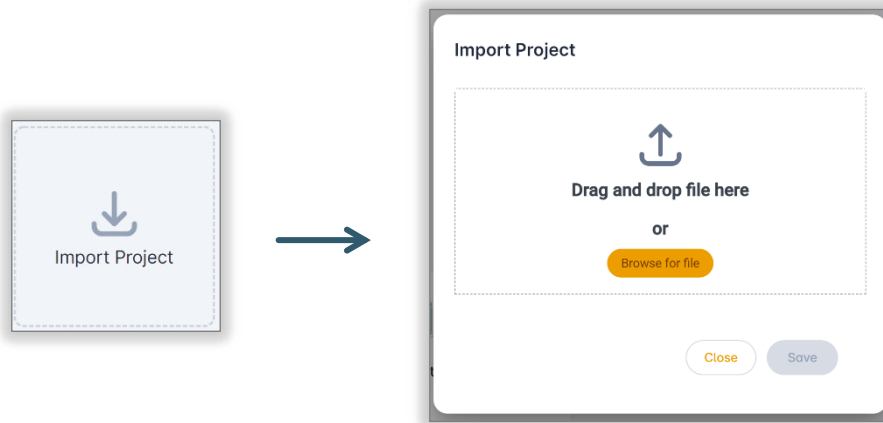 Import Project
Import Project
Drag and drop file here
or
Browse for file
Close
Save
t